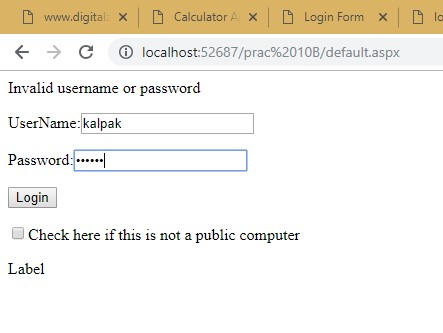 www.digital
Calculator A
Login Form
lo
localhost:52687/prac%2010B/default.aspx
Invalid username or password
UserName:kalpak
Password:••••••
Login
Check here if this is not a public computer
Label